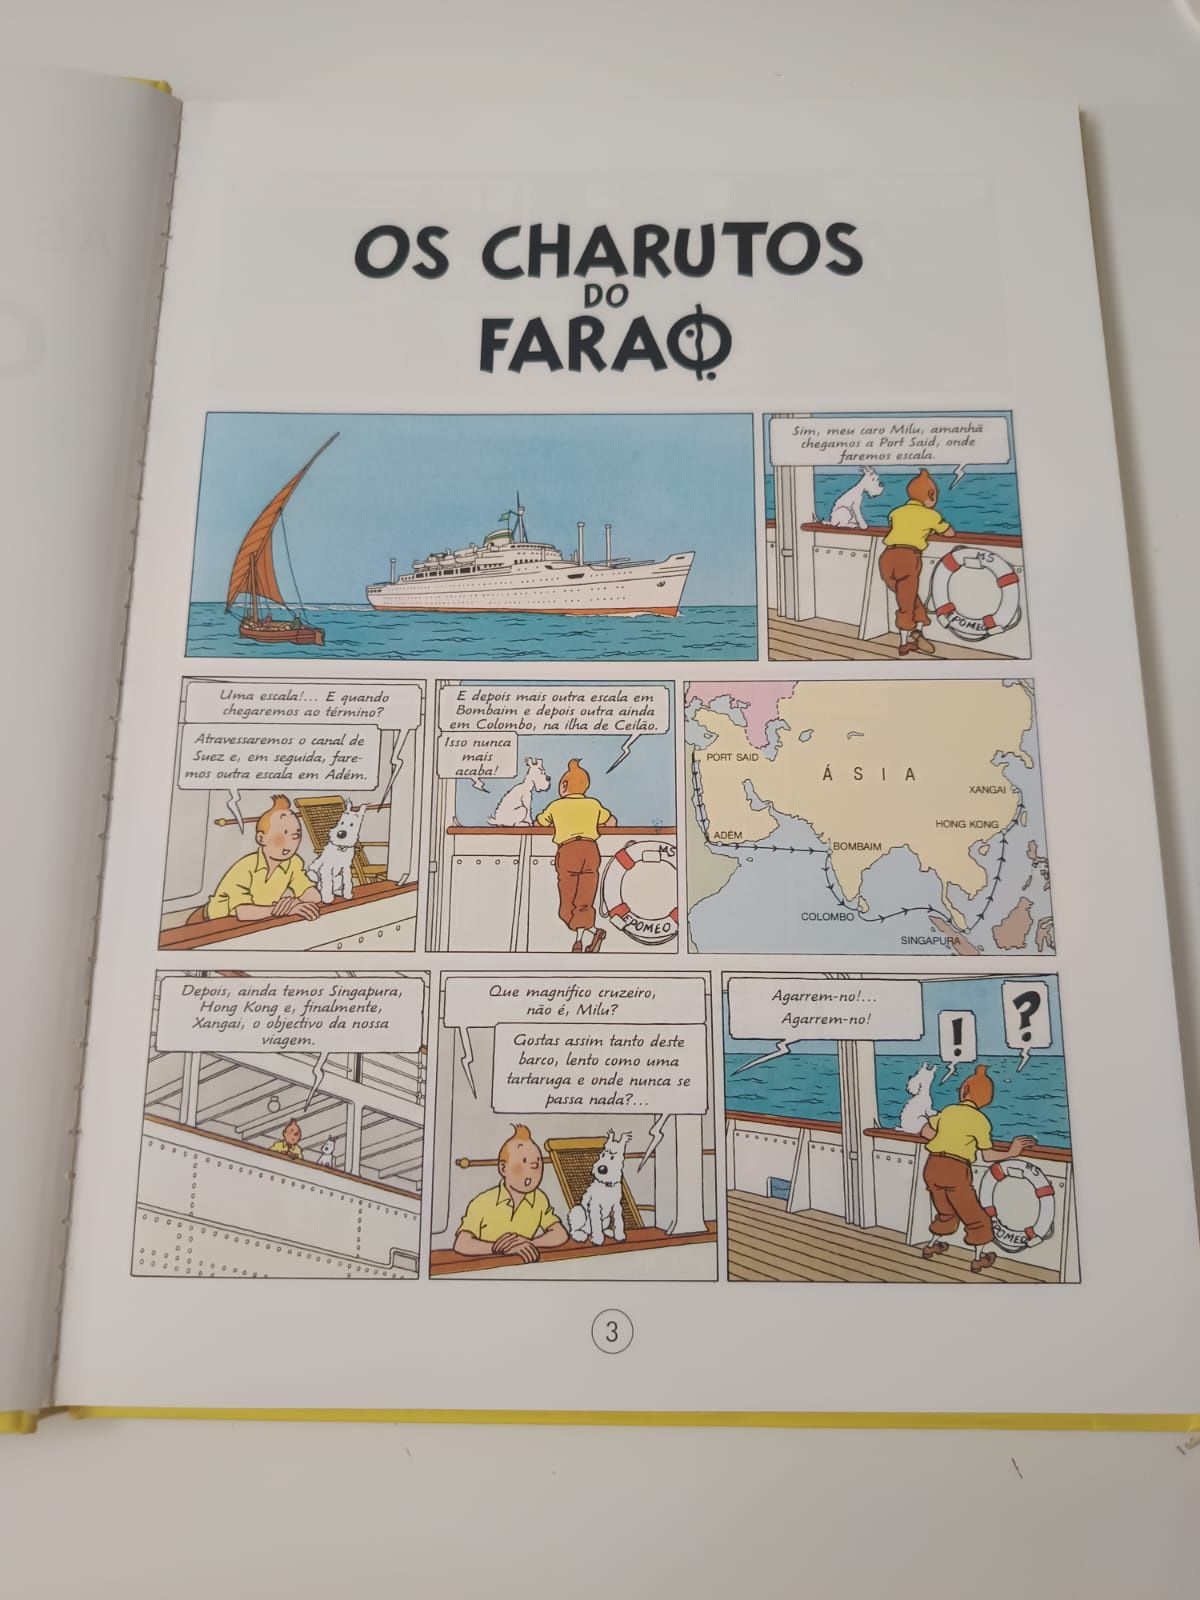 OS CHARUTOS
DO
FARAO
Sim, meu caro Milu, amanhã
chegamos a Port Said, onde
faremos escala.
MS
EPOMEO
Uma escala!... E quando
chegaremos ao término?
Atravessaremos o canal de
Suez e, em seguida, fare-
mos outra escala em Adém.
E depois mais outra escala em
Bombaim e depois outra ainda
em Colombo, na ilha de Ceilão.
Isso nunca
mais
acaba!
MS
EPOMEO
PORT SAID
ÁSIA
XANGAI
HONG KONG
ADÉM
BOMBAIM
COLOMBO
SINGAPURA
Depois, ainda temos Singapura,
Hong Kong e, finalmente,
Xangai, o objectivo da nossa
viagem.
Que magnífico cruzeiro,
não é, Milu?
Gostas assim tanto deste
barco, lento como uma
tartaruga e onde nunca se
passa nada?...
Agarrem-no!...
Agarrem-no!
!
?
MS
EPOMEO
3